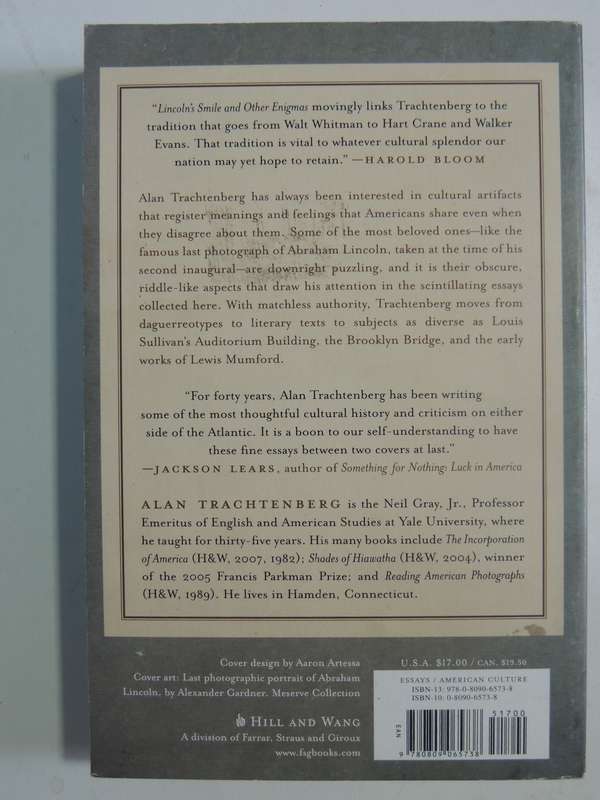 “Lincoln's Smile and Other Enigmas movingly links Trachtenberg to the
tradition that goes from Walt Whitman to Hart Crane and Walker
Evans. That tradition is vital to whatever cultural splendor our
nation may yet hope to retain.” —HAROLD BLOOM
Alan Trachtenberg has always been interested in cultural artifacts
that register meanings and feelings that Americans share even when
they disagree about them. Some of the most beloved ones—like the
famous last photograph of Abraham Lincoln, taken at the time of his
second inaugural—are downright puzzling, and it is their obscure,
riddle-like aspects that draw his attention in the scintillating essays
collected here. With matchless authority, Trachtenberg moves from
daguerreotypes to literary texts to subjects as diverse as Louis
Sullivan's Auditorium Building, the Brooklyn Bridge, and the early
works of Lewis Mumford.
“For forty years, Alan Trachtenberg has been writing
some of the most thoughtful cultural history and criticism on either
side of the Atlantic. It is a boon to our self-understanding to have
these fine essays between two covers at last.”
—JACKSON LEARS, author of Something for Nothing: Luck in America
ALAN TRACHTENBERG is the Neil Gray, Jr., Professor
Emeritus of English and American Studies at Yale University, where
he taught for thirty-five years. His many books include The Incorporation
of America (H&W, 2007, 1982); Shades of Hiawatha (H&W, 2004), winner
of the 2005 Francis Parkman Prize; and Reading American Photographs
(H&W, 1989). He lives in Hamden, Connecticut.
Cover design by Aaron Artessa
Cover art: Last photographic portrait of Abraham
Lincoln, by Alexander Gardner. Meserve Collection
HILL AND WANG
A division of Farrar, Straus and Giroux
www.fsgbooks.com
U.S.A. $17.00 / CAN. $19.50
ESSAYS / AMERICAN CULTURE
ISBN-13: 978-0-8090-6573-8
ISBN-10: 0-8090-6573-8
51700
EAN
9 780809 065738